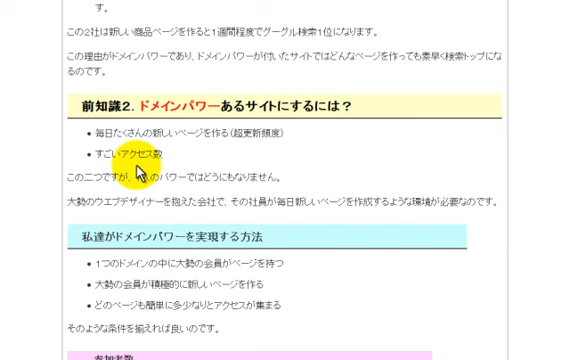 す。
この2社は新しい商品ページを作ると1週間程度でグーグル検索1位になります。
この理由がドメインパワーであり、ドメインパワーが付いたサイトではどんなページを作っても素早く検索トップになるのです。
前知識2. ドメインパワーあるサイトにするには？
毎日たくさんの新しいページを作る(超更新頻度)
すごいアクセス数
この二つですが、人のパワーではどうにもなりません。
大勢のウエブデザイナーを抱えた会社で、その社員が毎日新しいページを作成するような環境が必要なのです。
私達がドメインパワーを実現する方法
1つのドメインの中に大勢の会員がページを持つ
大勢の会員が積極的に新しいページを作る
どのページも簡単に多少なりとアクセスが集まる
そのような条件を揃えれば良いのです。
参加者数